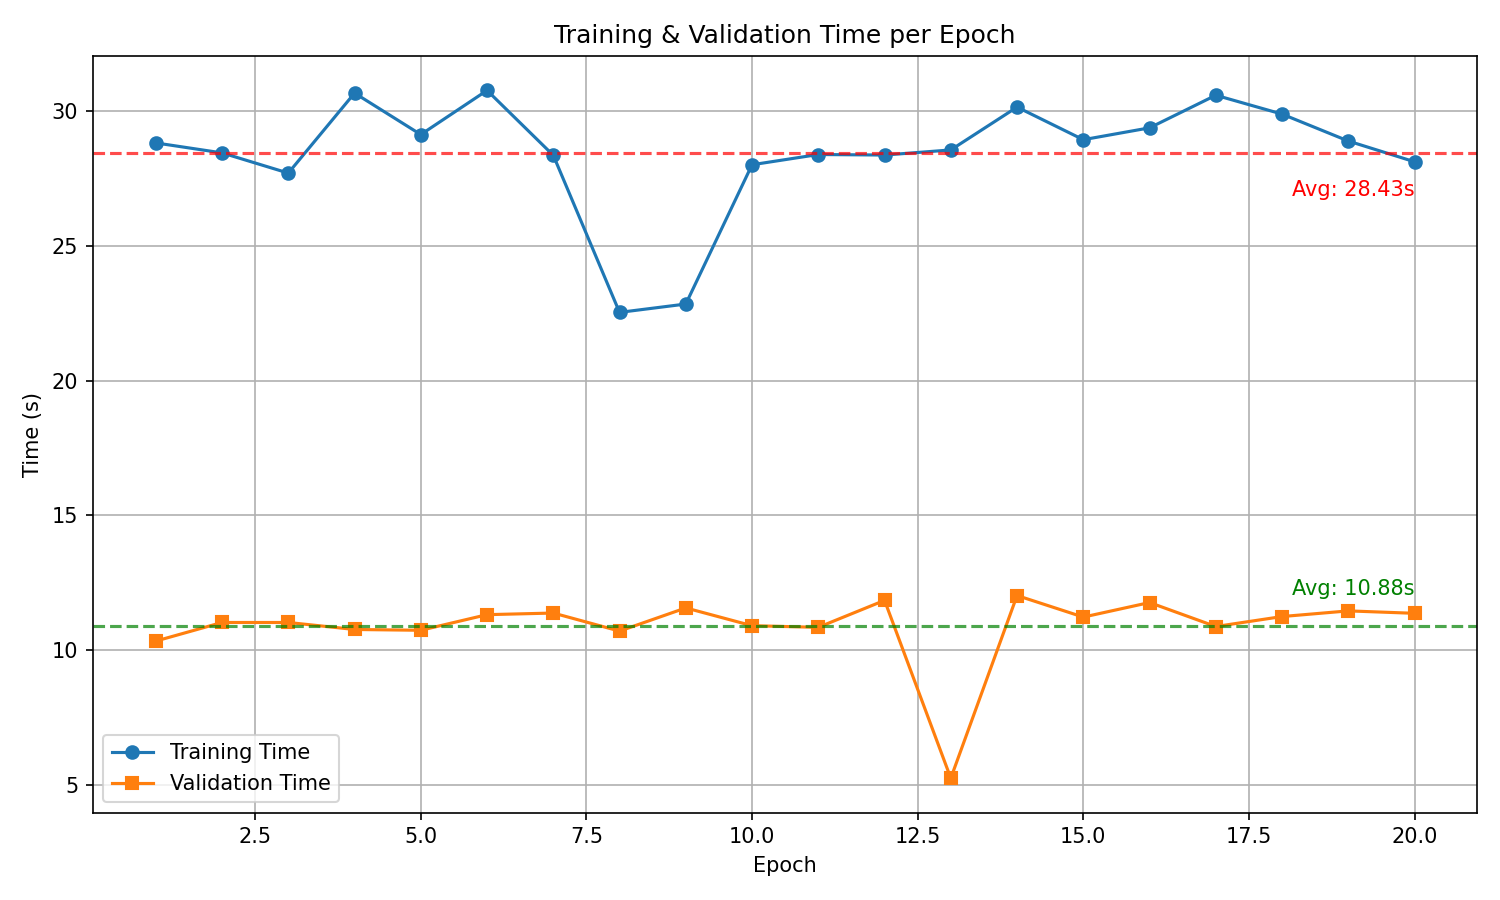 Training & Validation Time per Epoch
Time (s)
30
25
20
15
10
5
Avg: 28.43s
Avg: 10.88s
Training Time
Validation Time
2.5 5.0 7.5 10.0 12.5 15.0 17.5 20.0
Epoch